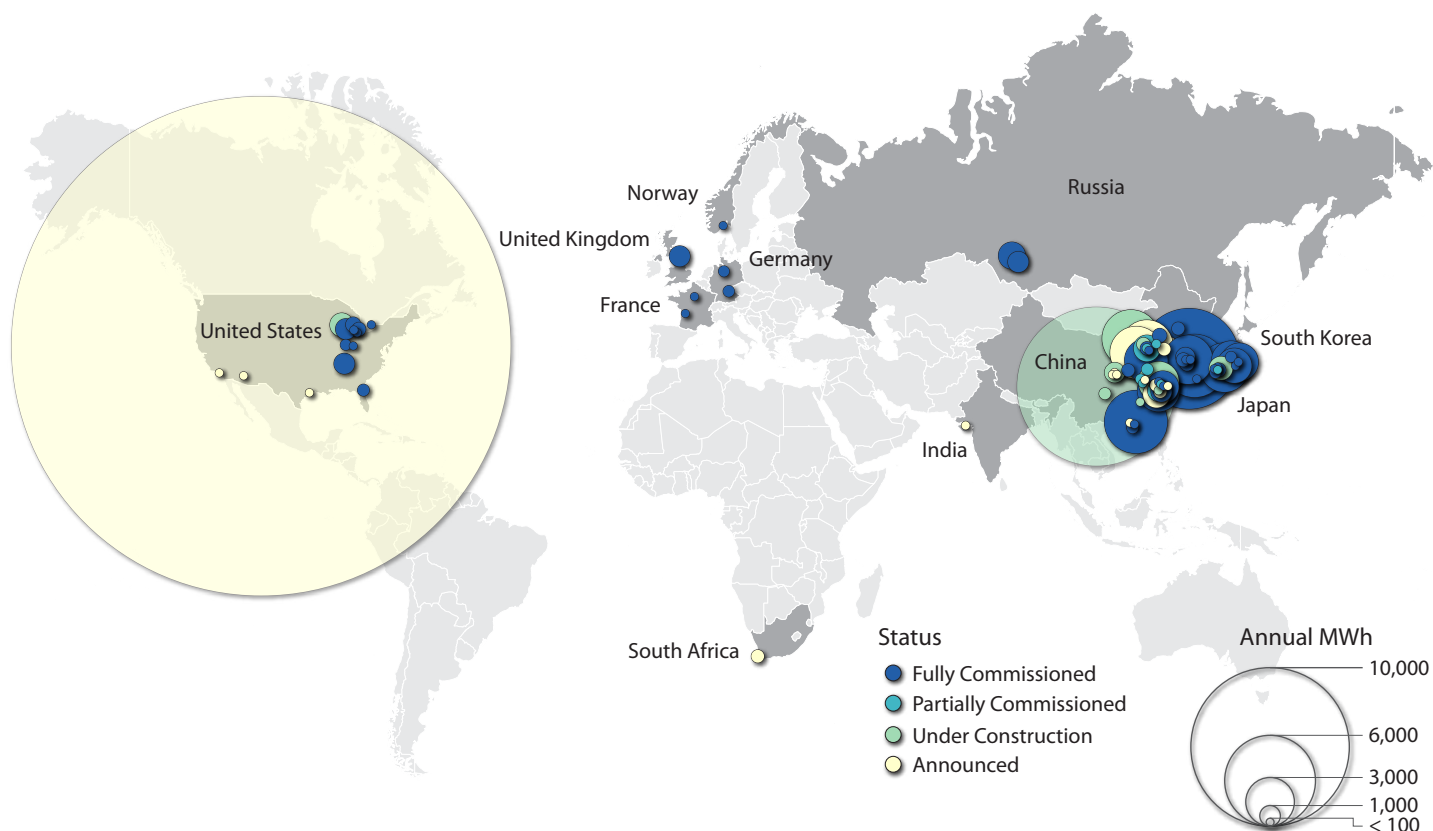 Norway
Russia
United Kingdom
Germany
France
United States
South Korea
China
Japan
India
South Africa
Status
Fully Commissioned
Partially Commissioned
Under Construction
Announced
Annual MWh
10,000
6,000
3,000
1,000
< 100